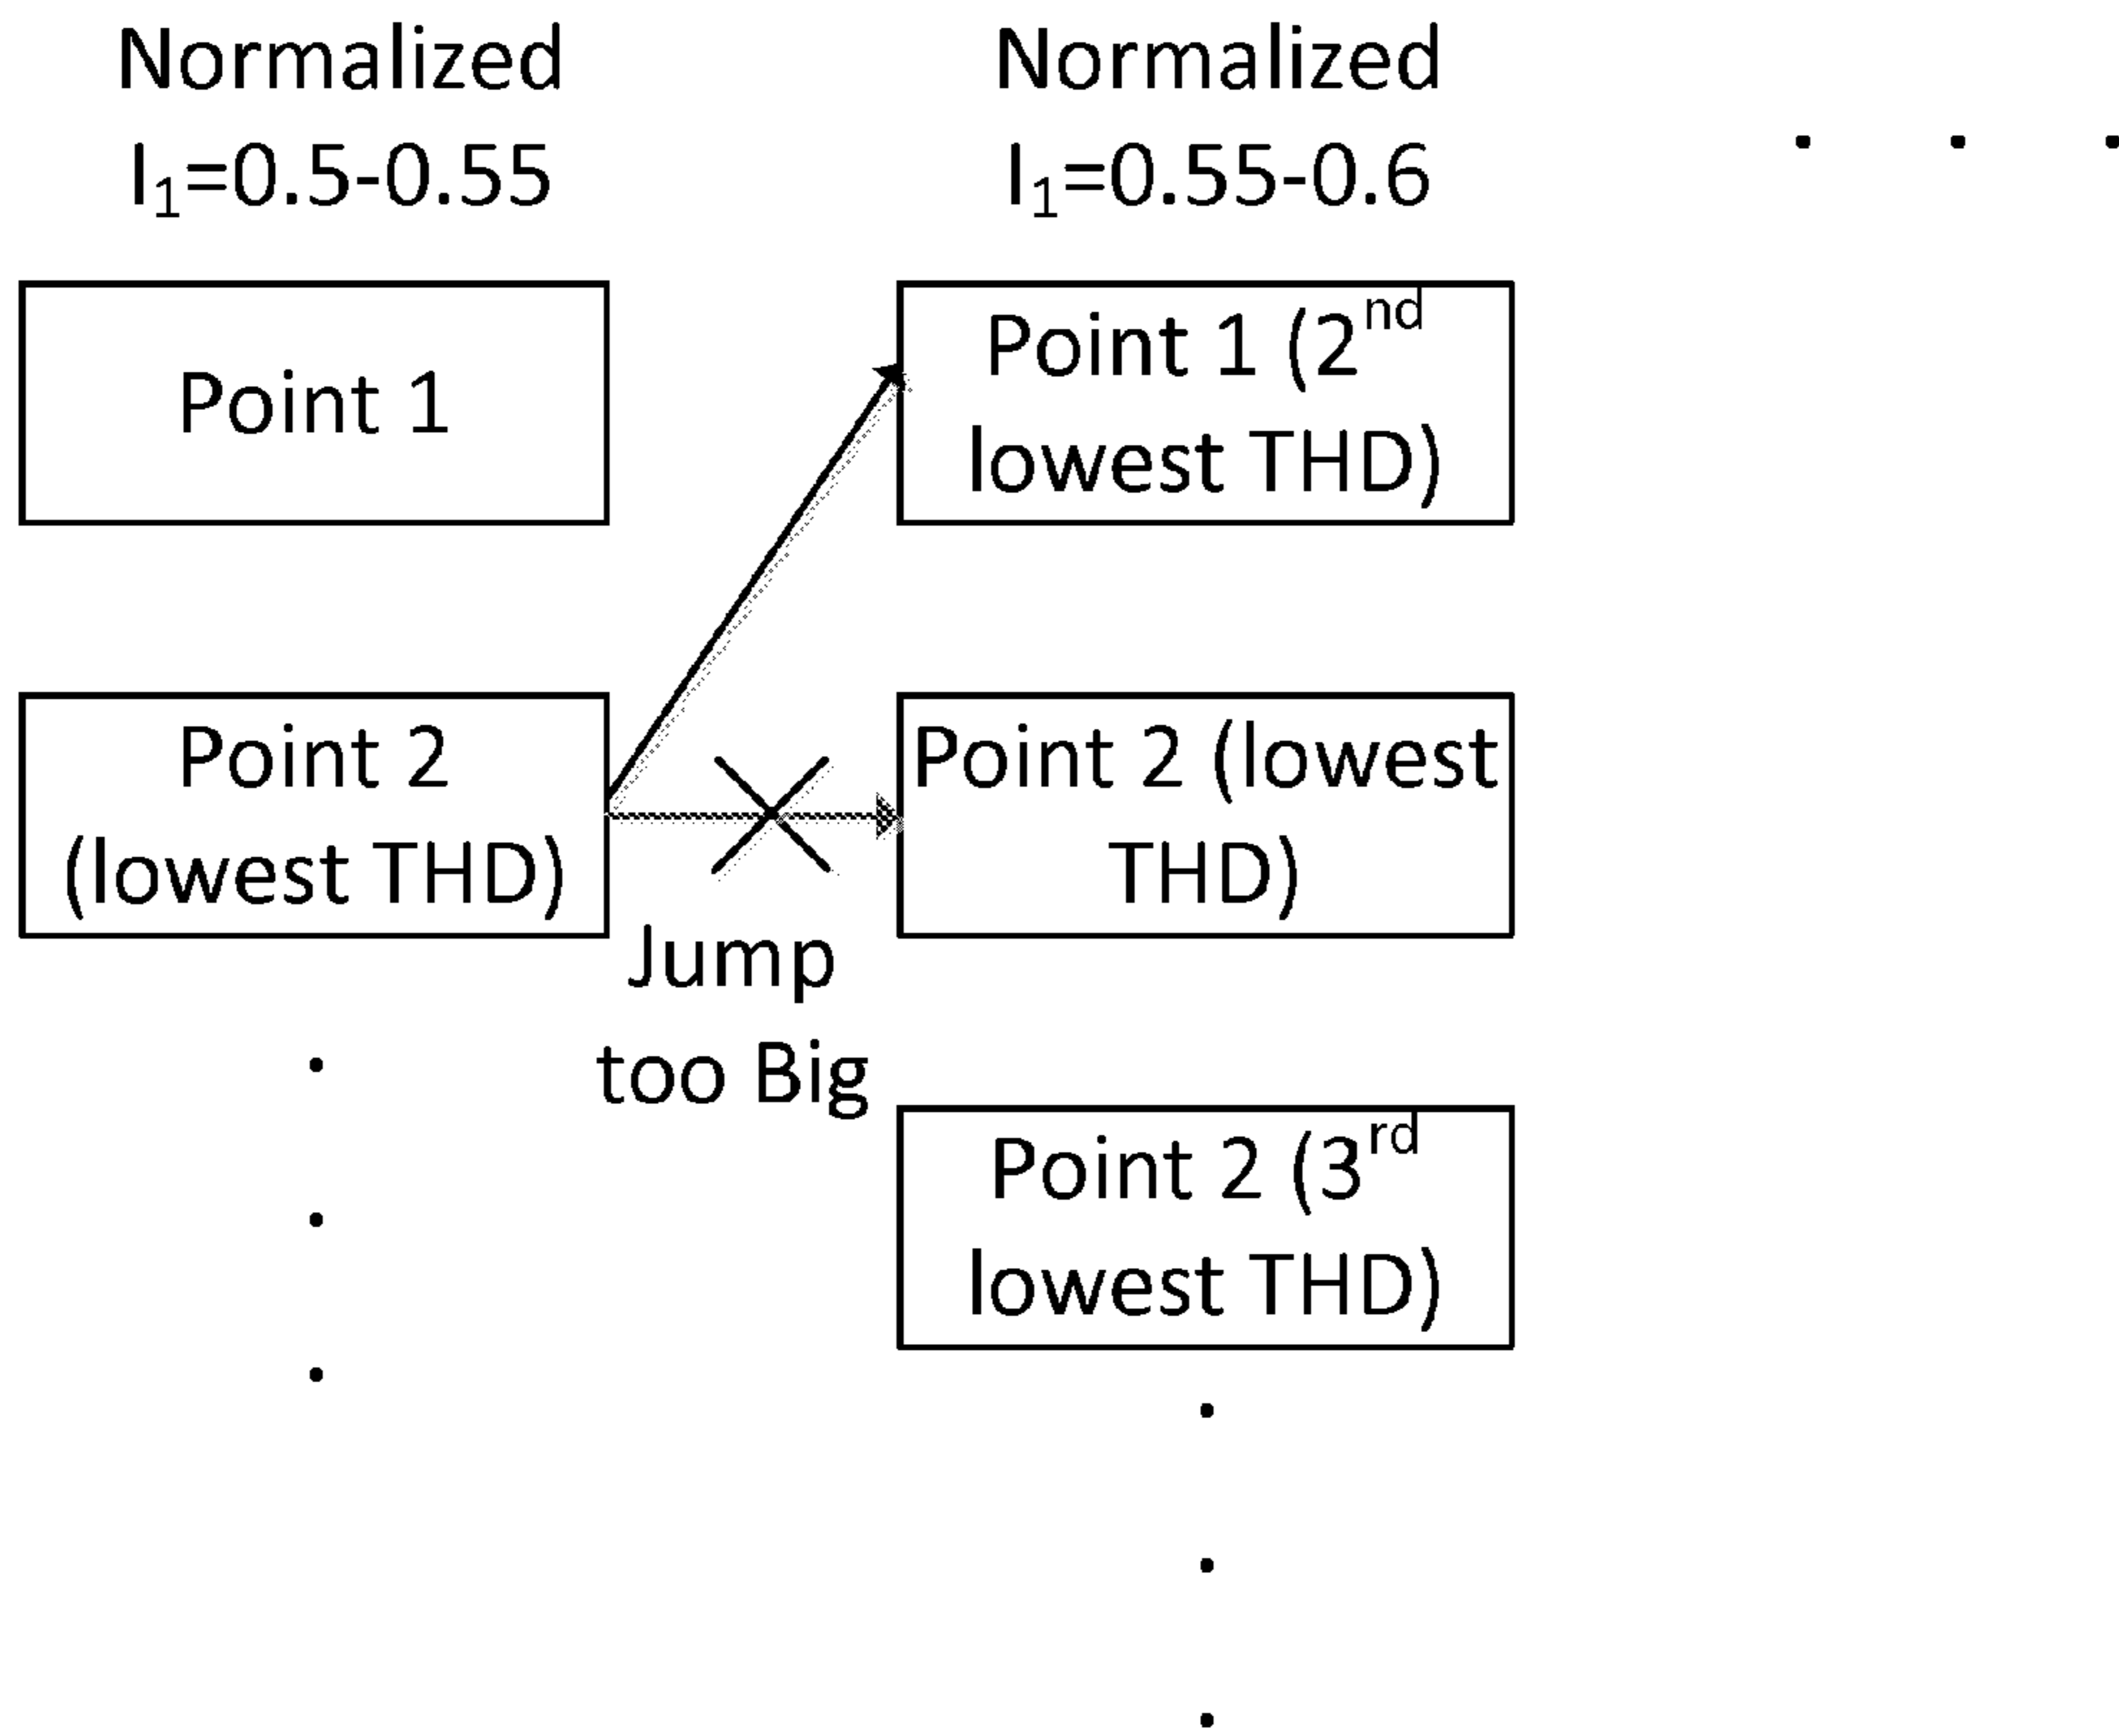 Normalized
I₁=0.5-0.55
Normalized
I₁=0.55-0.6
. . .
Point 1
Point 1 (2ⁿᵈ
lowest THD)
Point 2
(lowest THD)
Point 2 (lowest
THD)
Jump
too Big
Point 2 (3ʳᵈ
lowest THD)